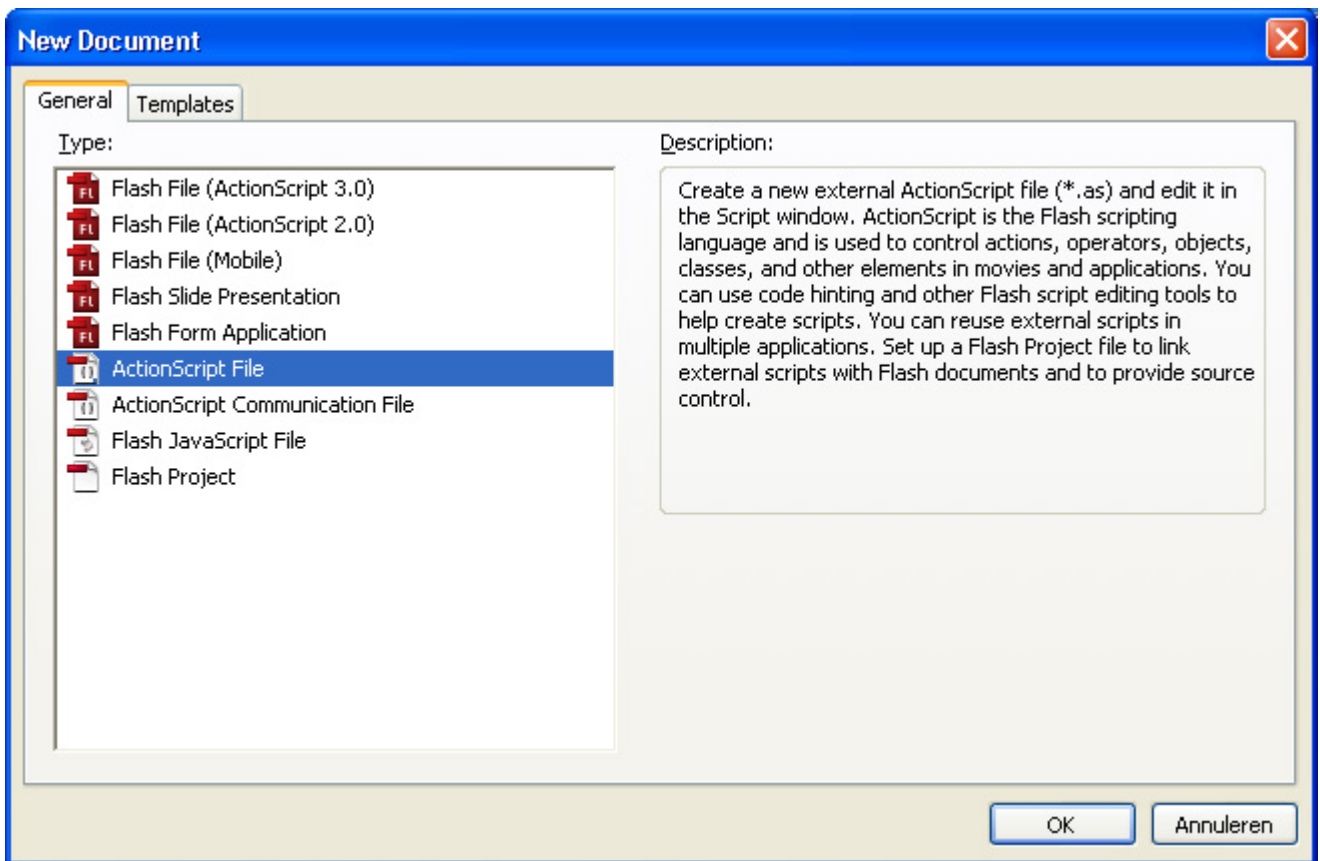 New Document
General
Templates
Type:
Flash File (ActionScript 3.0)
Flash File (ActionScript 2.0)
Flash File (Mobile)
Flash Slide Presentation
Flash Form Application
ActionScript File
ActionScript Communication File
Flash JavaScript File
Flash Project
Description:
Create a new external ActionScript file (*.as) and edit it in
the Script window. ActionScript is the Flash scripting
language and is used to control actions, operators, objects,
classes, and other elements in movies and applications. You
can use code hinting and other Flash script editing tools to
help create scripts. You can reuse external scripts in
multiple applications. Set up a Flash Project file to link
external scripts with Flash documents and to provide source
control.
OK
Annuleren